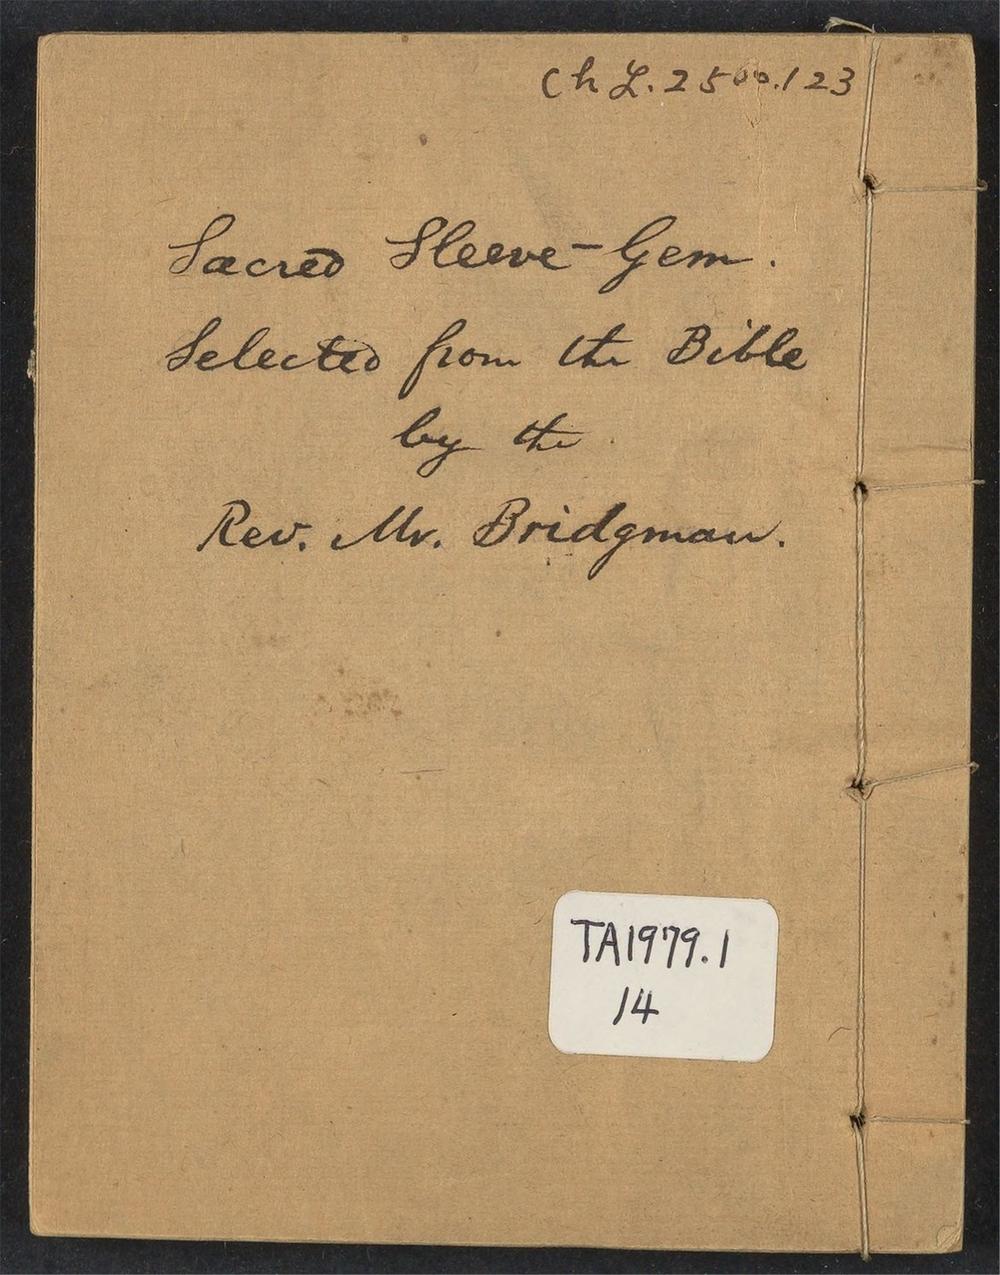 Ch L. 2500.123
Sacred Sleeve-Gem.
Selected from the Bible
by the
Rev. Mr. Bridgman.
TA1979.1
14